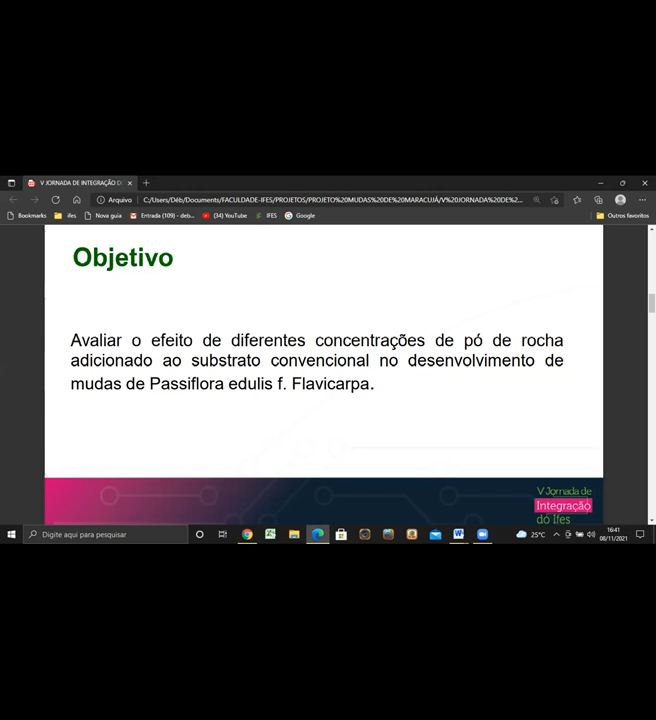 V JORNADA DE INTEGRAÇÃO D
Arquivo | C:/Users/Déb/Documents/FACULDADE-IFES/PROJETOS/PROJETO%20MUDAS%20DE%20MARACUJÁ/V%20JORNADA%20DE%2...
Bookmarks ifes Nova guia Entrada (109) - deb... (34) YouTube IFES Google Outros favoritos
Objetivo
Avaliar o efeito de diferentes concentrações de pó de rocha
adicionado ao substrato convencional no desenvolvimento de
mudas de Passiflora edulis f. Flavicarpa.
V Jornada de
Integração
do ifes
Digite aqui para pesquisar
25°C
16:41
08/11/2021